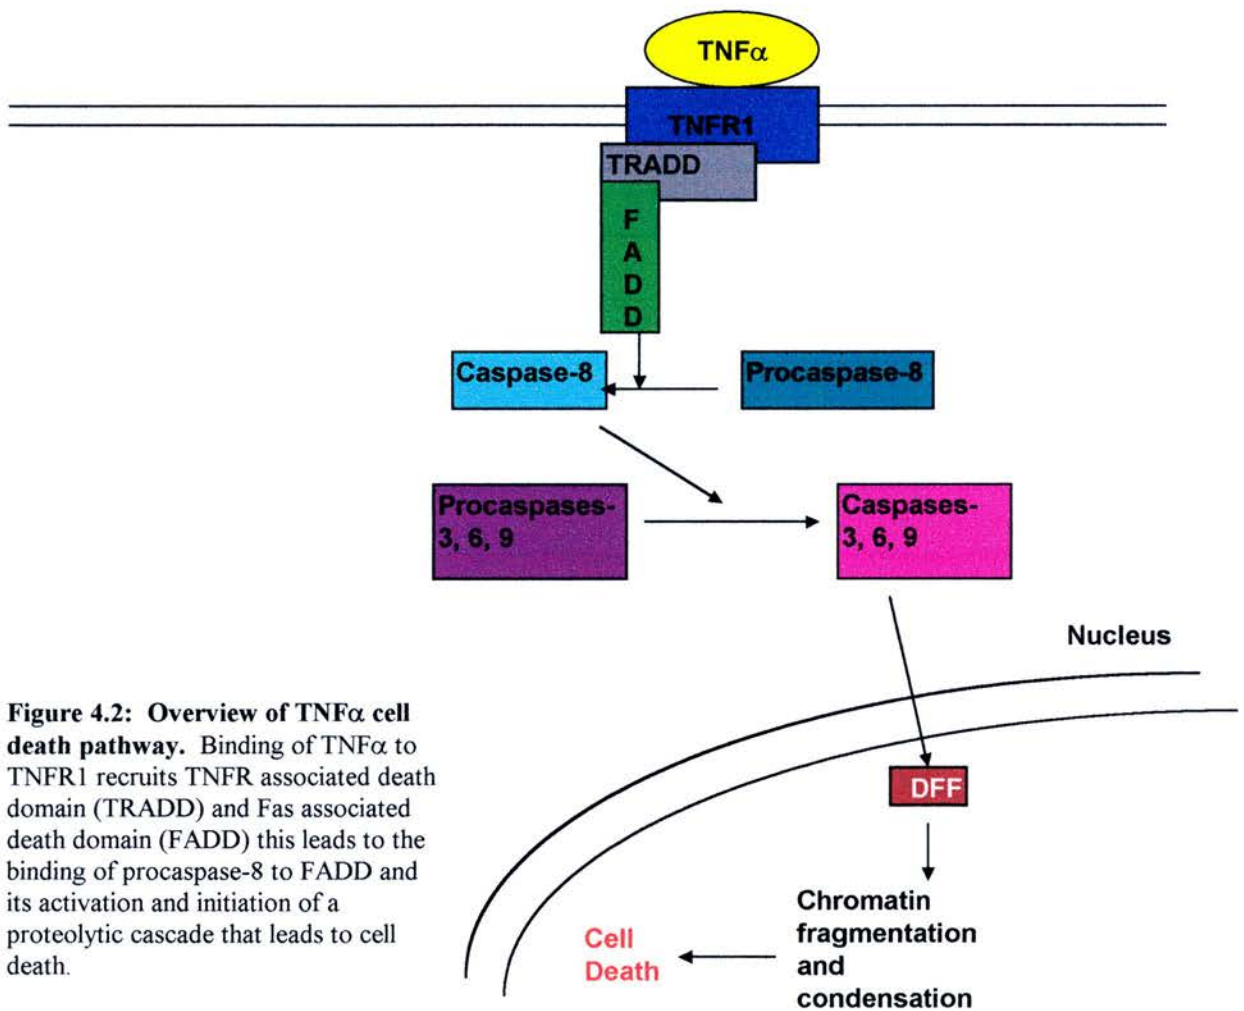 TNFα
TNFR1
TRADD
F
A
D
D
Caspase-8
Procaspase-8
Procaspases-
3, 6, 9
Caspases-
3, 6, 9
Nucleus
DFF
Chromatin
fragmentation
and
condensation
Cell
Death
Figure 4.2: Overview of TNFα cell
death pathway. Binding of TNFα to
TNFR1 recruits TNFR associated death
domain (TRADD) and Fas associated
death domain (FADD) this leads to the
binding of procaspase-8 to FADD and
its activation and initiation of a
proteolytic cascade that leads to cell
death.